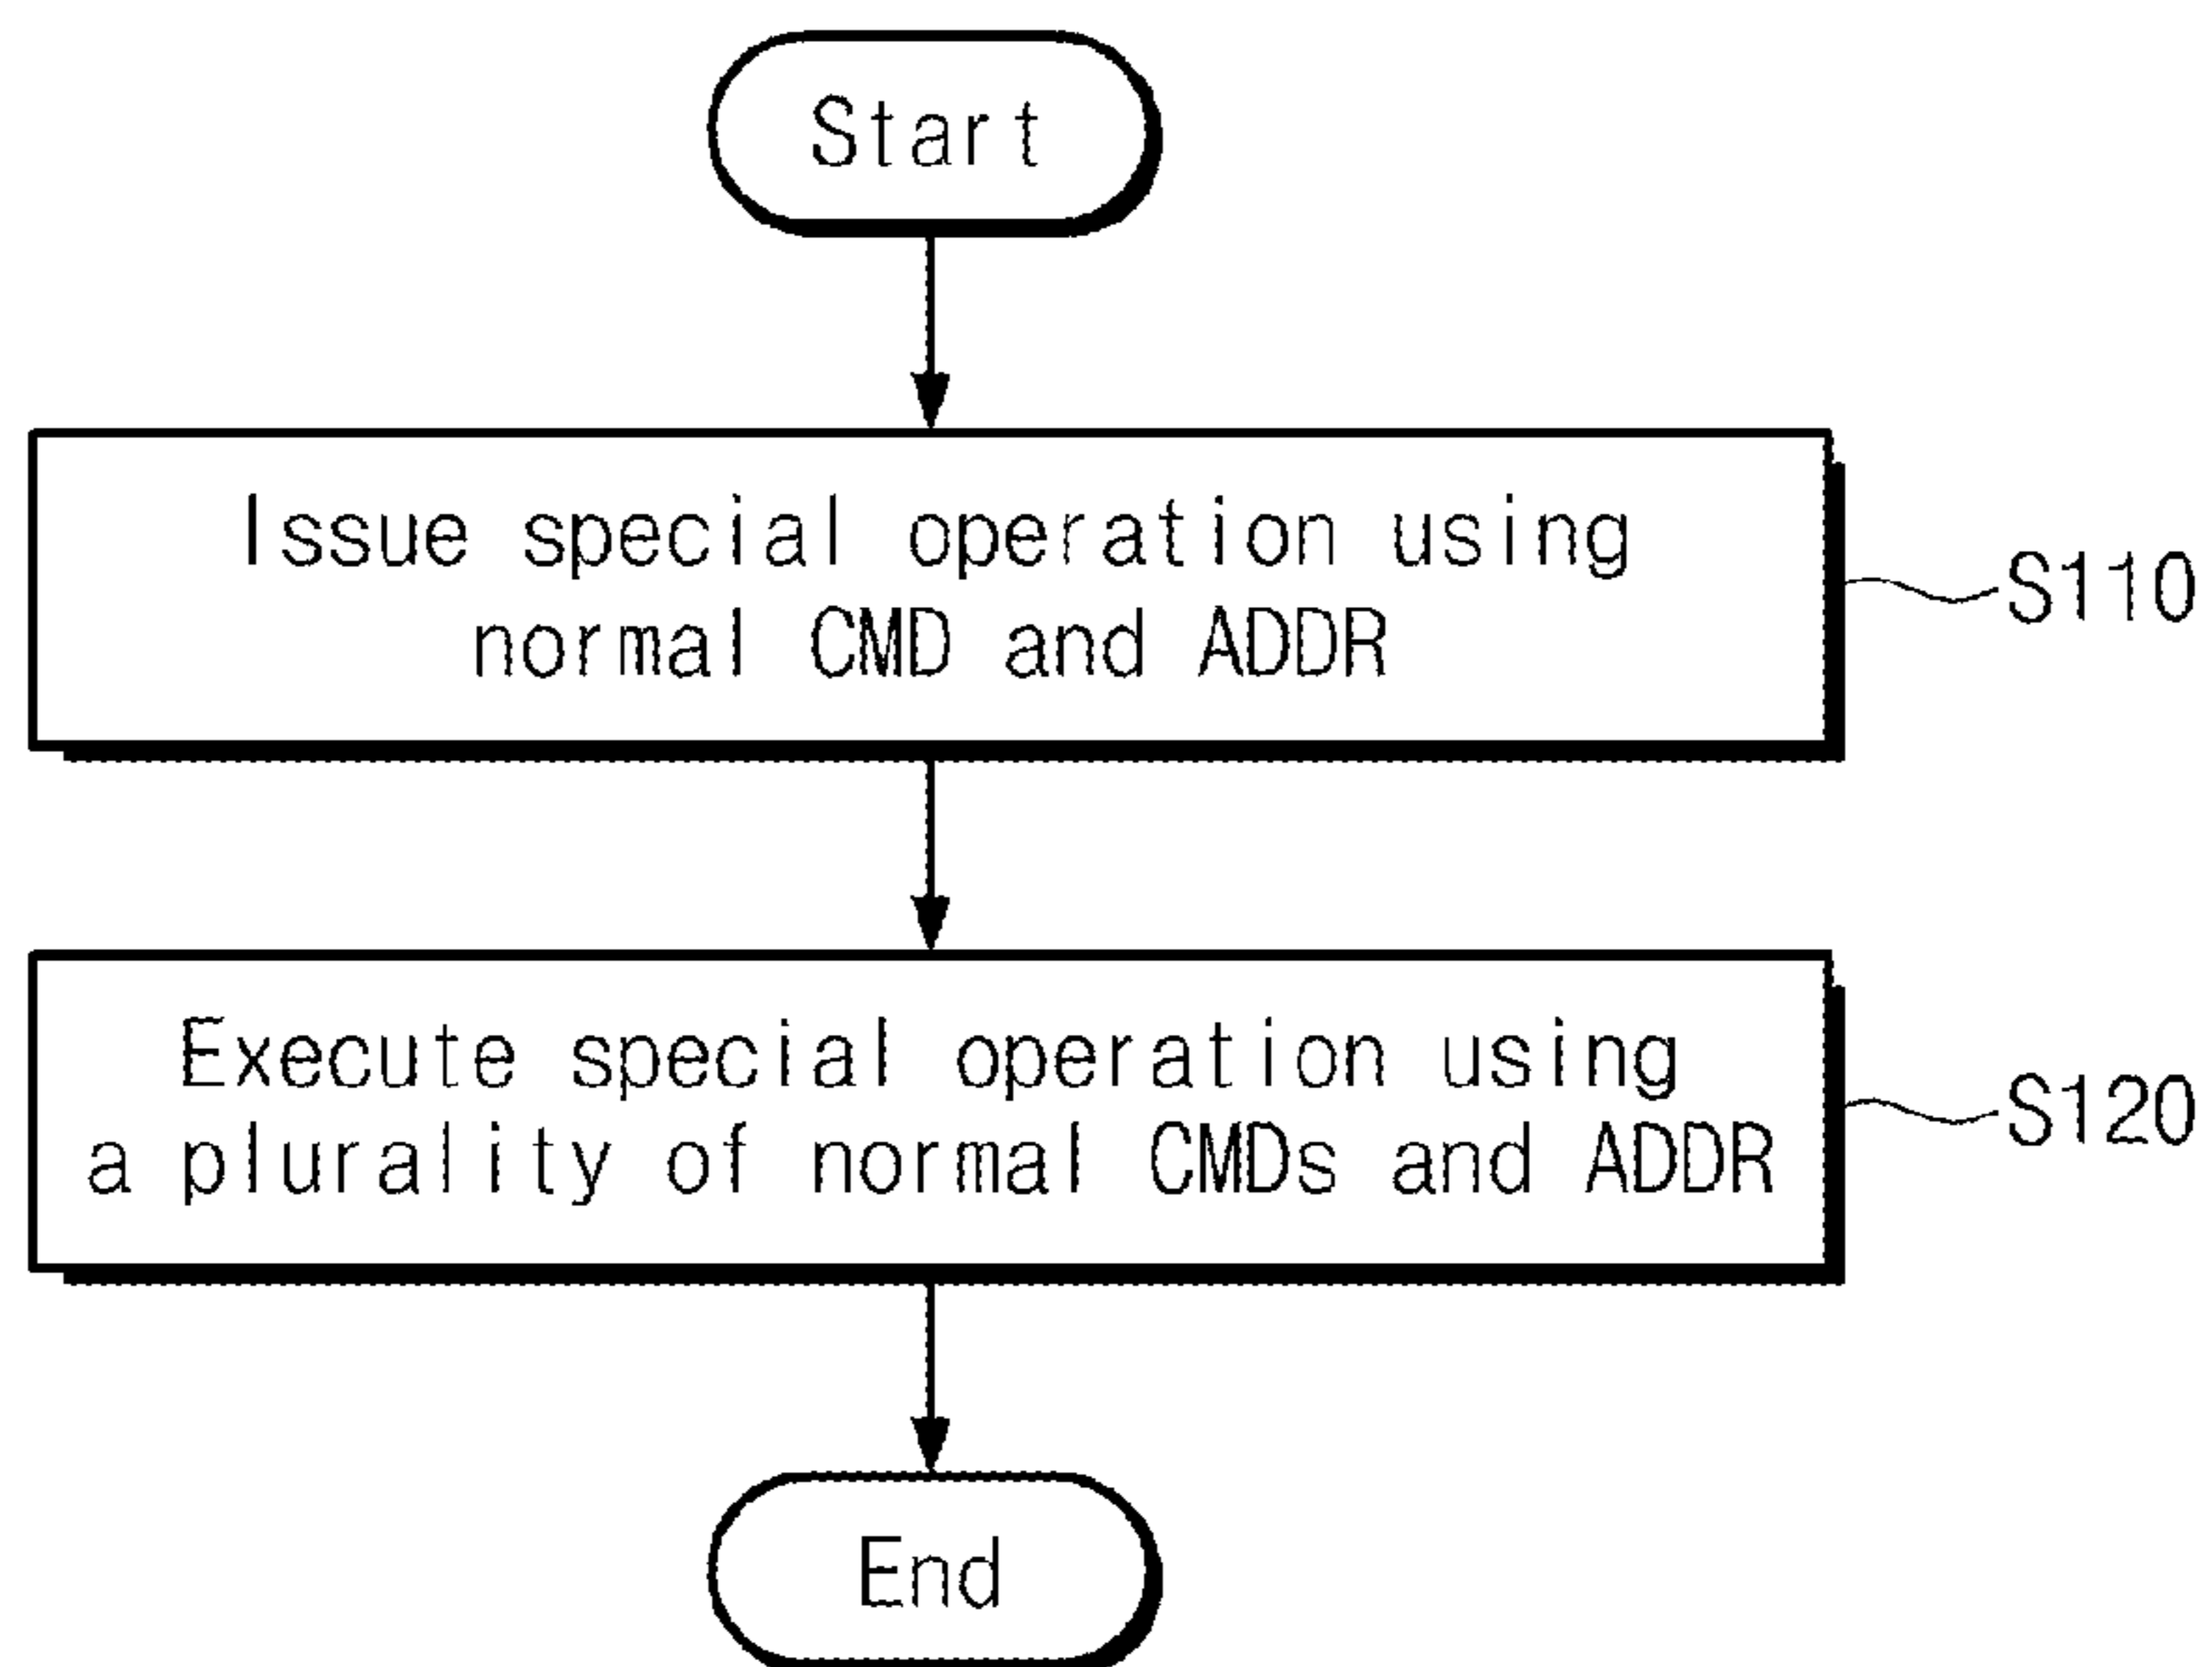 Start
Issue special operation using
normal CMD and ADDR
S110
Execute special operation using
a plurality of normal CMDs and ADDR
S120
End